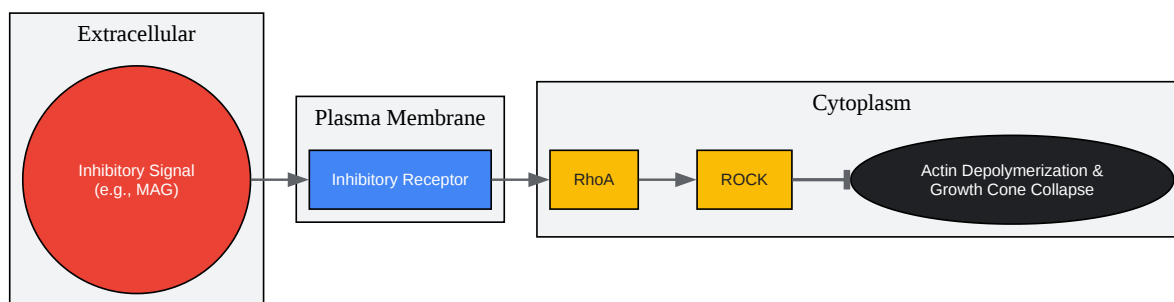 Extracellular
Inhibitory Signal
(e.g., MAG)
Plasma Membrane
Inhibitory Receptor
Cytoplasm
RhoA
ROCK
Actin Depolymerization &
Growth Cone Collapse